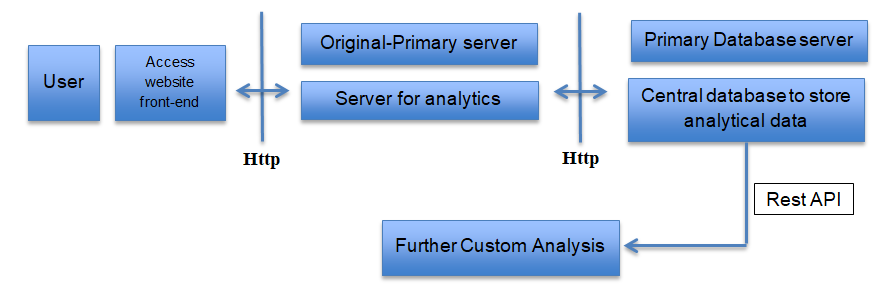 User
Access
website
front-end
Http
Original-Primary server
Server for analytics
Http
Primary Database server
Central database to store
analytical data
Rest API
Further Custom Analysis